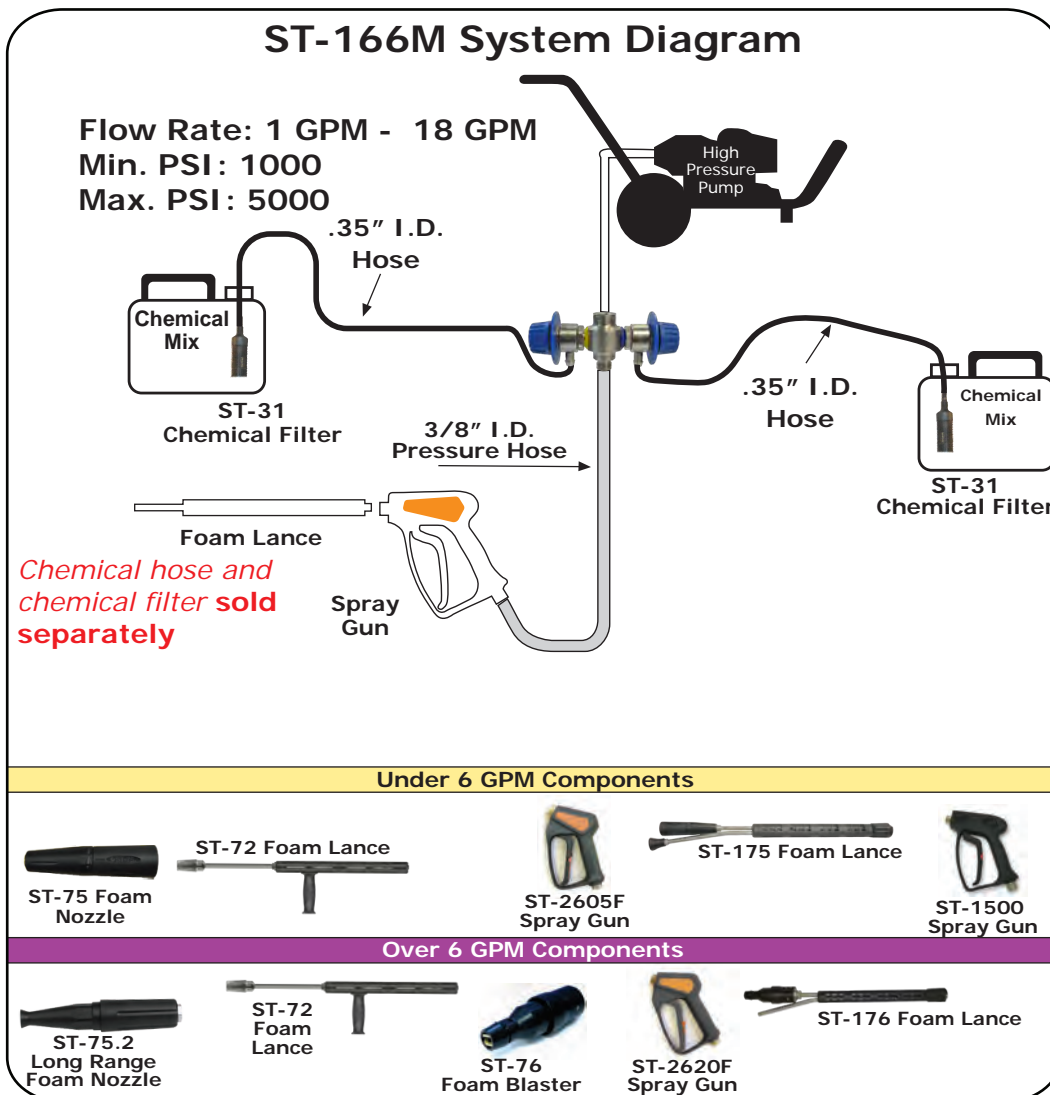 ST-166M System Diagram
Flow Rate: 1 GPM - 18 GPM
Min. PSI: 1000
Max. PSI: 5000
High
Pressure
Pump
.35" I.D.
Hose
Chemical
Mix
ST-31
Chemical Filter
.35" I.D.
Hose
Chemical
Mix
ST-31
Chemical Filter
3/8" I.D.
Pressure Hose
Foam Lance
Spray
Gun
Chemical hose and
chemical filter sold
separately
Under 6 GPM Components
ST-75 Foam
Nozzle
ST-72 Foam Lance
ST-2605F
Spray Gun
ST-175 Foam Lance
ST-1500
Spray Gun
Over 6 GPM Components
ST-75.2
Long Range
Foam Nozzle
ST-72
Foam
Lance
ST-76
Foam Blaster
ST-2620F
Spray Gun
ST-176 Foam Lance